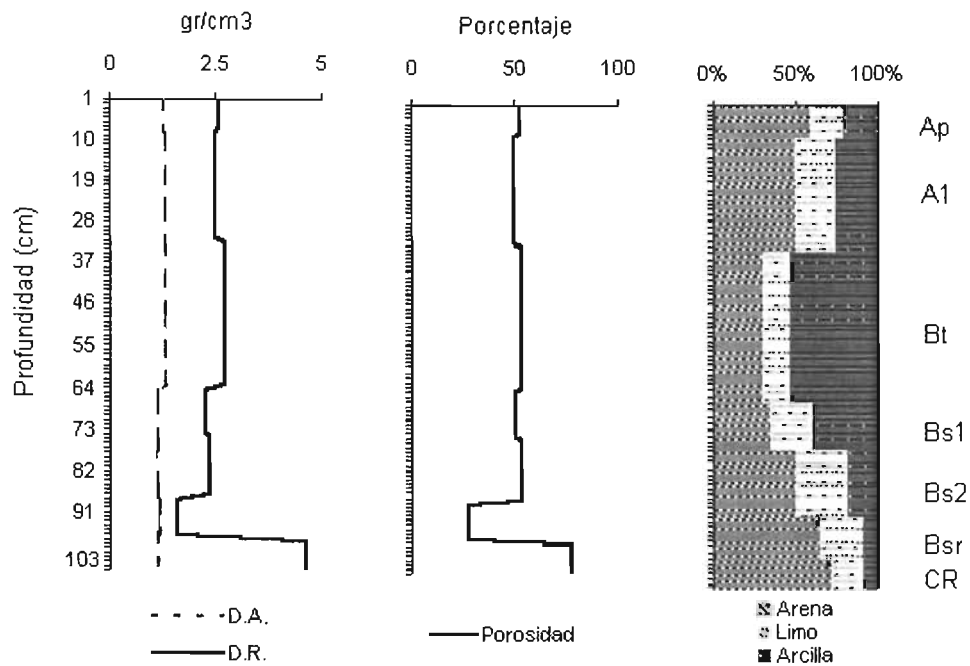 gr/cm3
0 2.5 5
Profundidad (cm)
1
10
19
28
37
46
55
64
73
82
91
103
D.A.
D.R.
Porcentaje
0 50 100
Porosidad
0% 50% 100%
Ap
A1
Bt
Bs1
Bs2
Bsr
CR
Arena
Limo
Arcilla